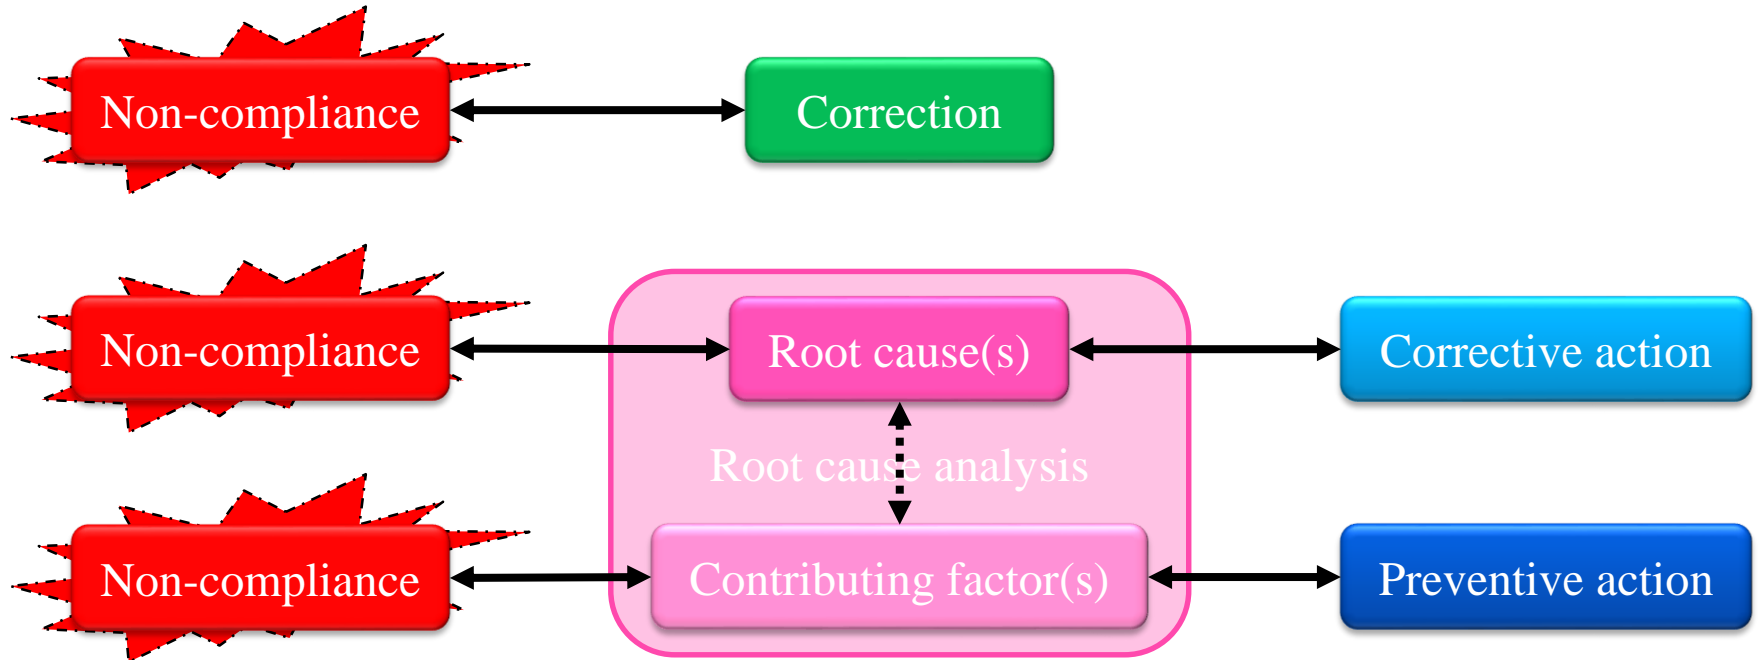 Non-compliance
Correction
Non-compliance
Root cause(s)
Corrective action
Root cause analysis
Non-compliance
Contributing factor(s)
Preventive action